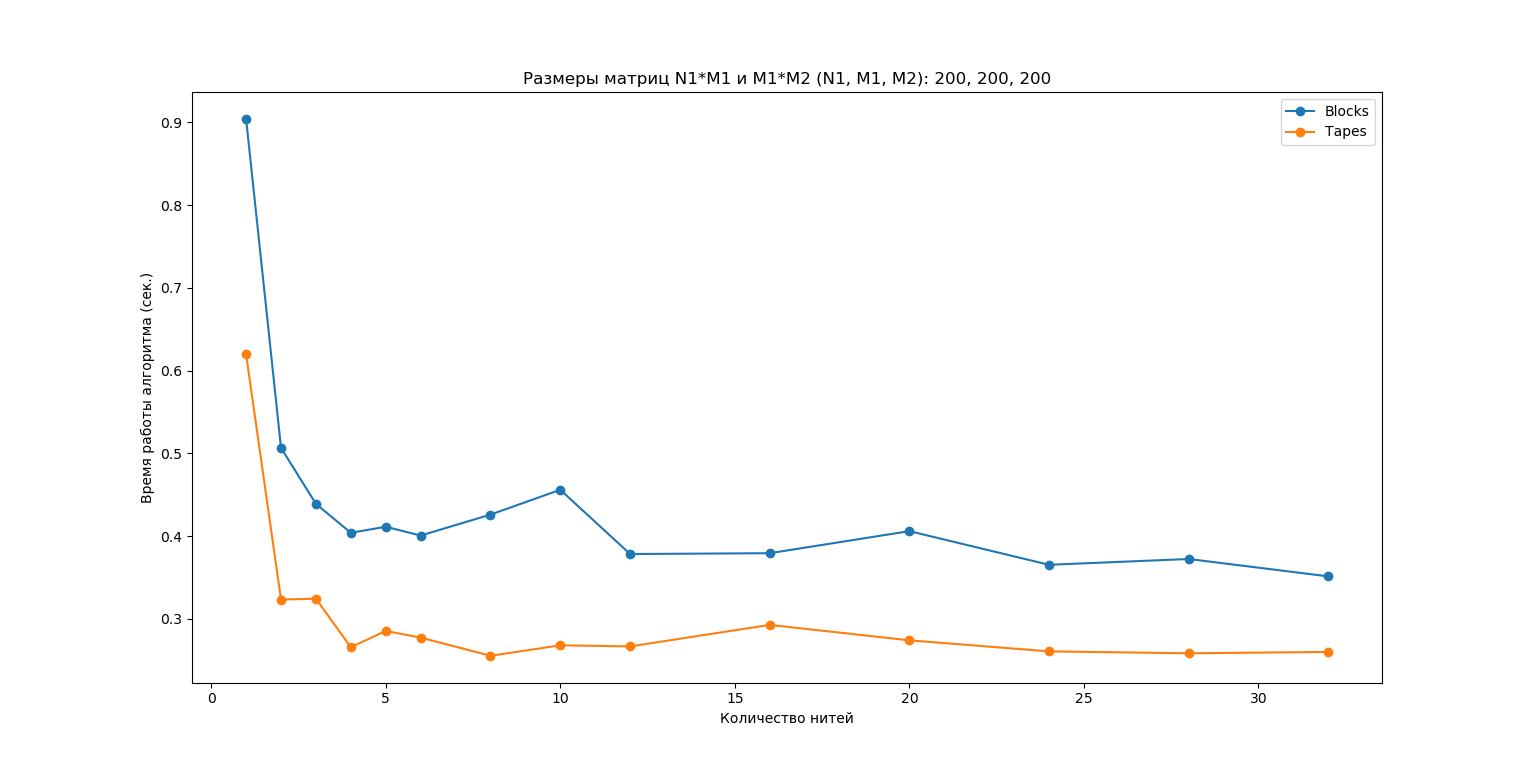 Размеры матриц N1*M1 и M1*M2 (N1, M1, M2): 200, 200, 200
Blocks
Tapes
Время работы алгоритма (сек.)
0.9
0.8
0.7
0.6
0.5
0.4
0.3
0 5 10 15 20 25 30
Количество нитей